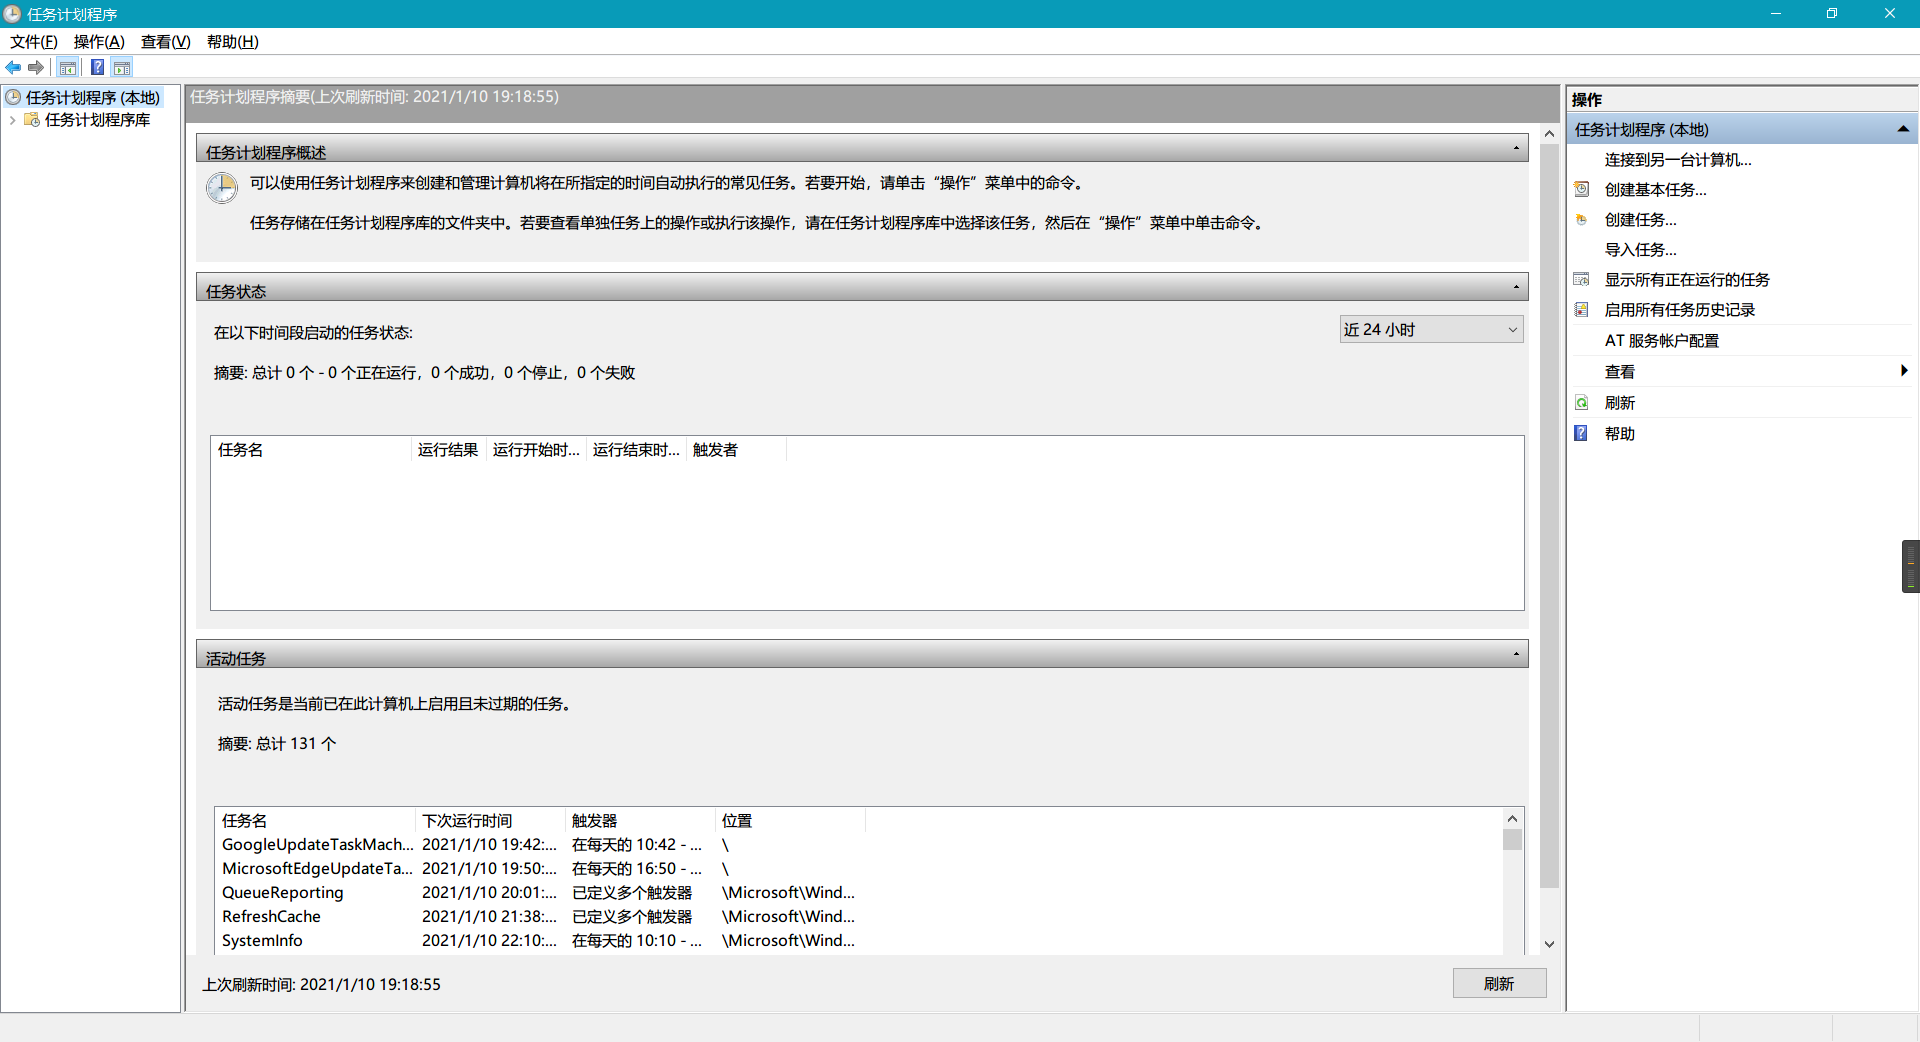 任务计划程序
文件(F) 操作(A) 查看(V) 帮助(H)
任务计划程序 (本地)
任务计划程序库
任务计划程序摘要(上次刷新时间: 2021/1/10 19:18:55)
任务计划程序概述
可以使用任务计划程序来创建和管理计算机将在所指定的时间自动执行的常见任务。若要开始，请单击“操作”菜单中的命令。
任务存储在任务计划程序库的文件夹中。若要查看单独任务上的操作或执行该操作，请在任务计划程序库中选择该任务，然后在“操作”菜单中单击命令。
任务状态
在以下时间段启动的任务状态:
近 24 小时
摘要: 总计 0 个 - 0 个正在运行，0 个成功，0 个停止，0 个失败
任务名 运行结果 运行开始时... 运行结束时... 触发者
活动任务
活动任务是当前已在此计算机上启用且未过期的任务。
摘要: 总计 131 个
任务名 下次运行时间 触发器 位置
GoogleUpdateTaskMach... 2021/1/10 19:42:... 在每天的 10:42 - ... \
MicrosoftEdgeUpdateTa... 2021/1/10 19:50:... 在每天的 16:50 - ... \
QueueReporting 2021/1/10 20:01:... 已定义多个触发器 \Microsoft\Wind...
RefreshCache 2021/1/10 21:38:... 已定义多个触发器 \Microsoft\Wind...
SystemInfo 2021/1/10 22:10:... 在每天的 10:10 - ... \Microsoft\Wind...
上次刷新时间: 2021/1/10 19:18:55
刷新
操作
任务计划程序 (本地)
连接到另一台计算机...
创建基本任务...
创建任务...
导入任务...
显示所有正在运行的任务
启用所有任务历史记录
AT 服务帐户配置
查看
刷新
帮助